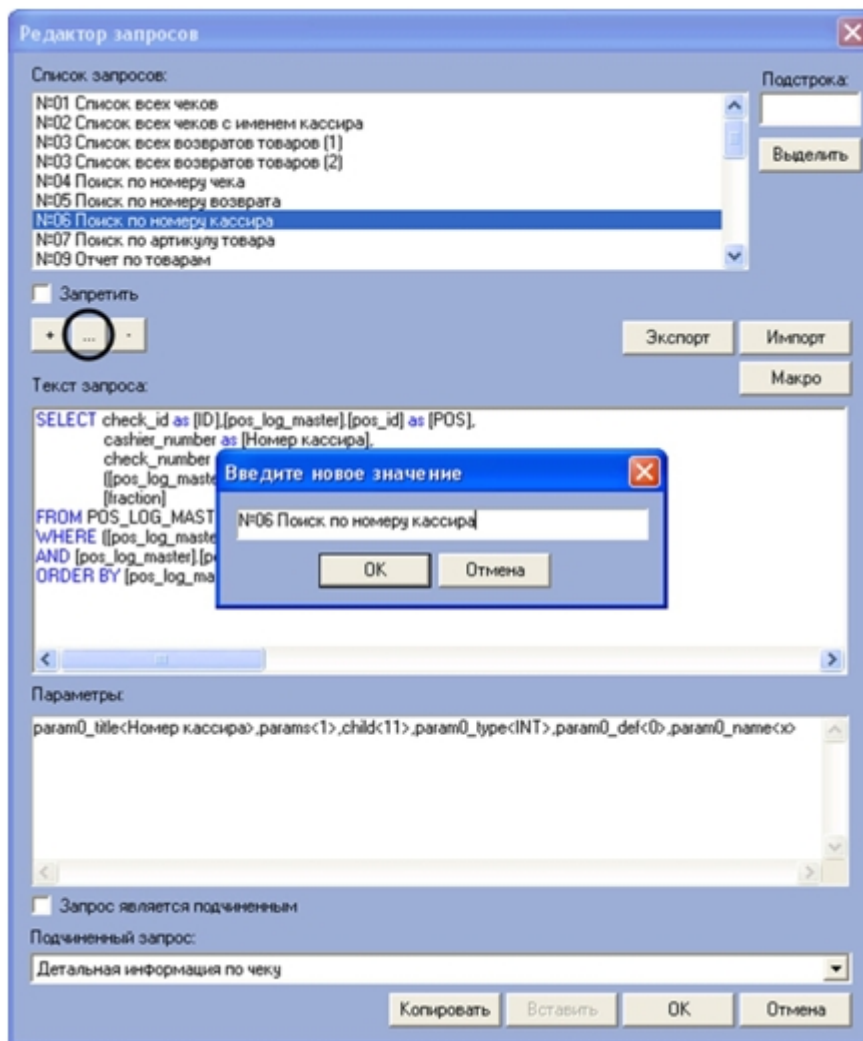 Редактор запросов
Список запросов:
Подстрока:
№01 Список всех чеков
№02 Список всех чеков с именем кассира
№03 Список всех возвратов товаров (1)
№03 Список всех возвратов товаров (2)
№04 Поиск по номеру чека
№05 Поиск по номеру возврата
№06 Поиск по номеру кассира
№07 Поиск по артикулу товара
№09 Отчет по товарам
Выделить
Запретить
+ ... -
Экспорт Импорт
Макро
Текст запроса:
SELECT check_id as [ID],[pos_log_master].[pos_id] as [POS],
cashier_number as [Номер кассира],
check_number
([pos_log_maste
[fraction]
FROM POS_LOG_MAST
WHERE ([pos_log_maste
AND [pos_log_master].[po
ORDER BY [pos_log_ma
Введите новое значение
№06 Поиск по номеру кассира
OK Отмена
Параметры:
param0_title<Номер кассира>,params<1>,child<11>,param0_type<INT>,param0_def<0>,param0_name<x>
Запрос является подчиненным
Подчиненный запрос:
Детальная информация по чеку
Копировать Вставить OK Отмена